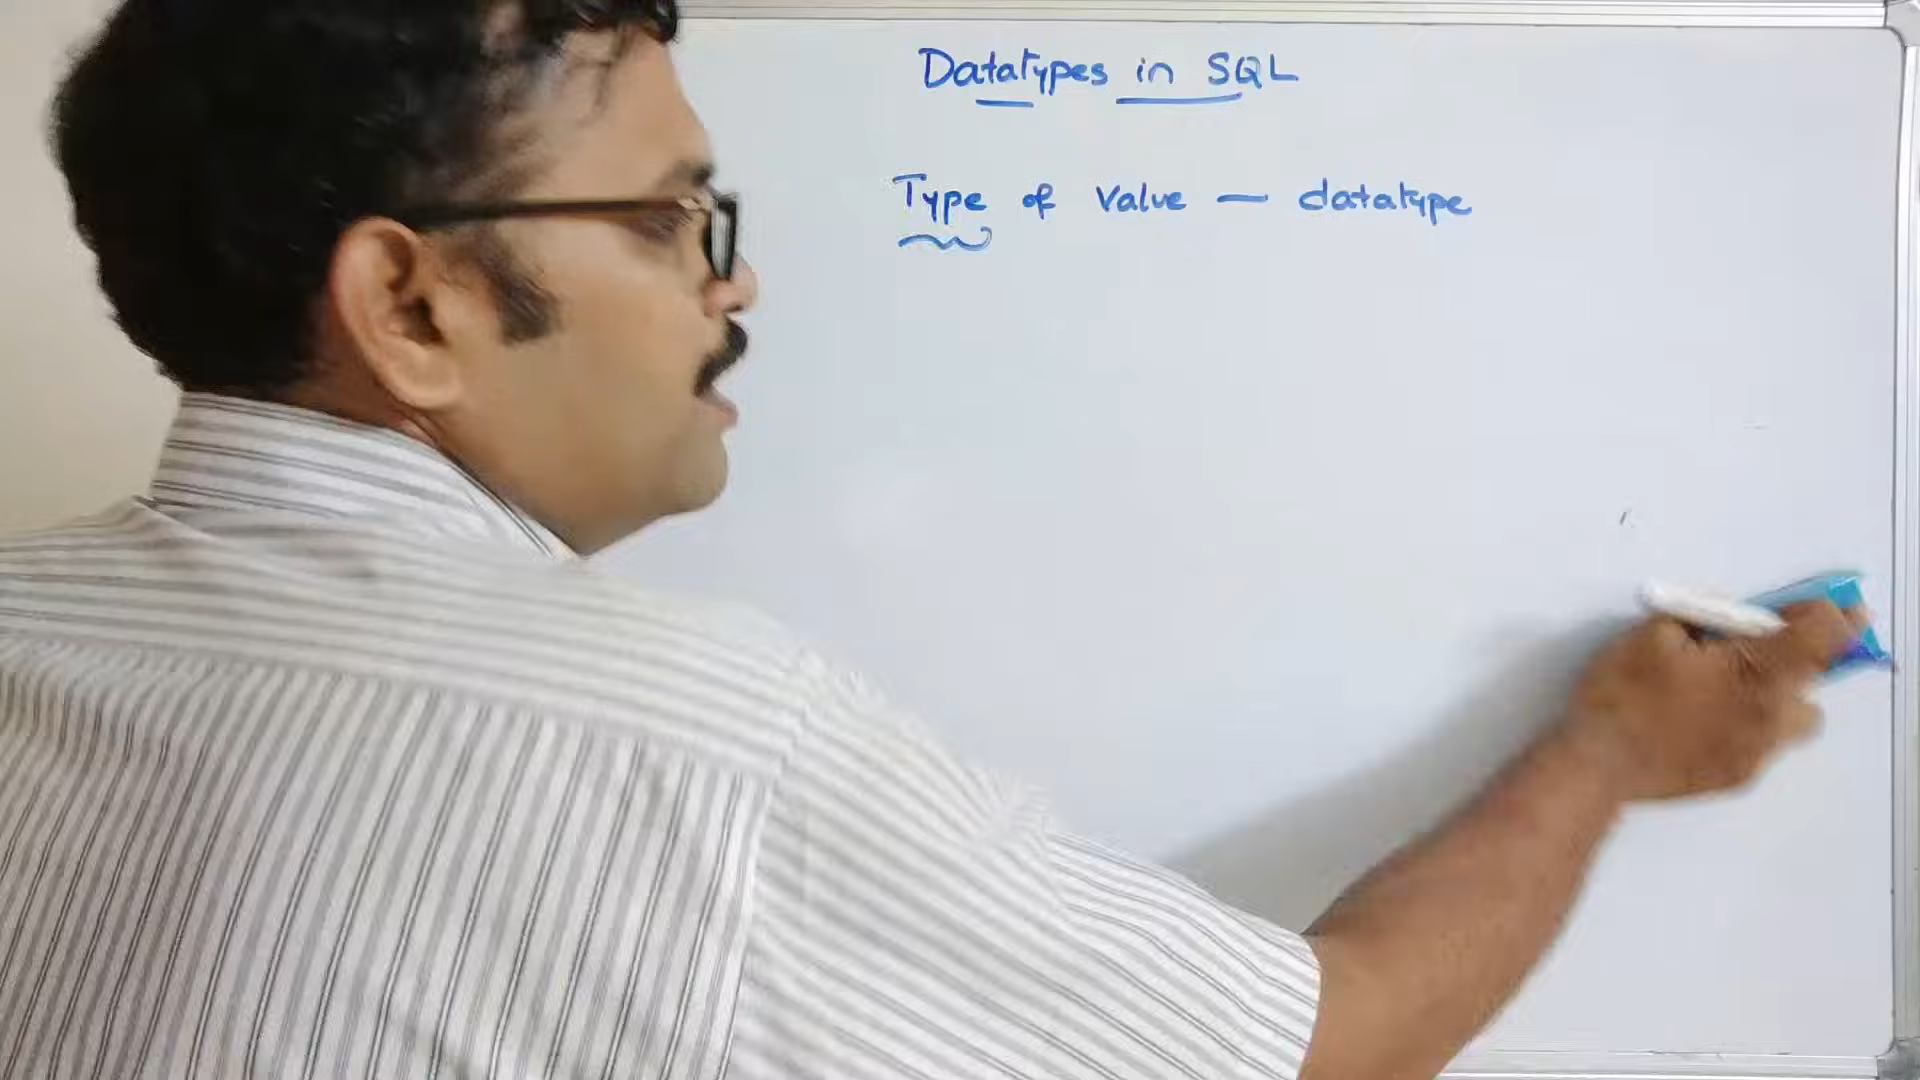 Datatypes in SQL
Type of Value — datatype